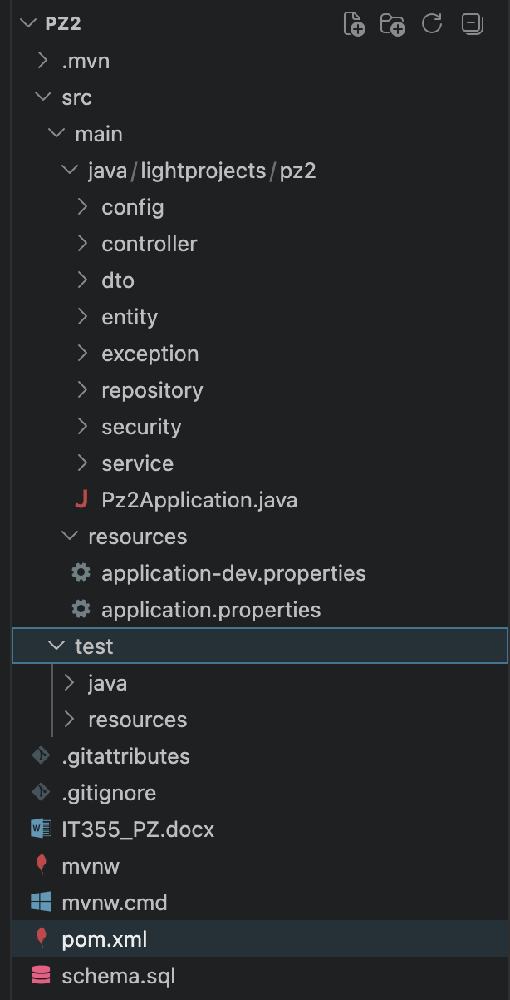 PZ2
.mvn
src
main
java/lightprojects/pz2
config
controller
dto
entity
exception
repository
security
service
Pz2Application.java
resources
application-dev.properties
application.properties
test
java
resources
.gitattributes
.gitignore
IT355_PZ.docx
mvnw
mvnw.cmd
pom.xml
schema.sql